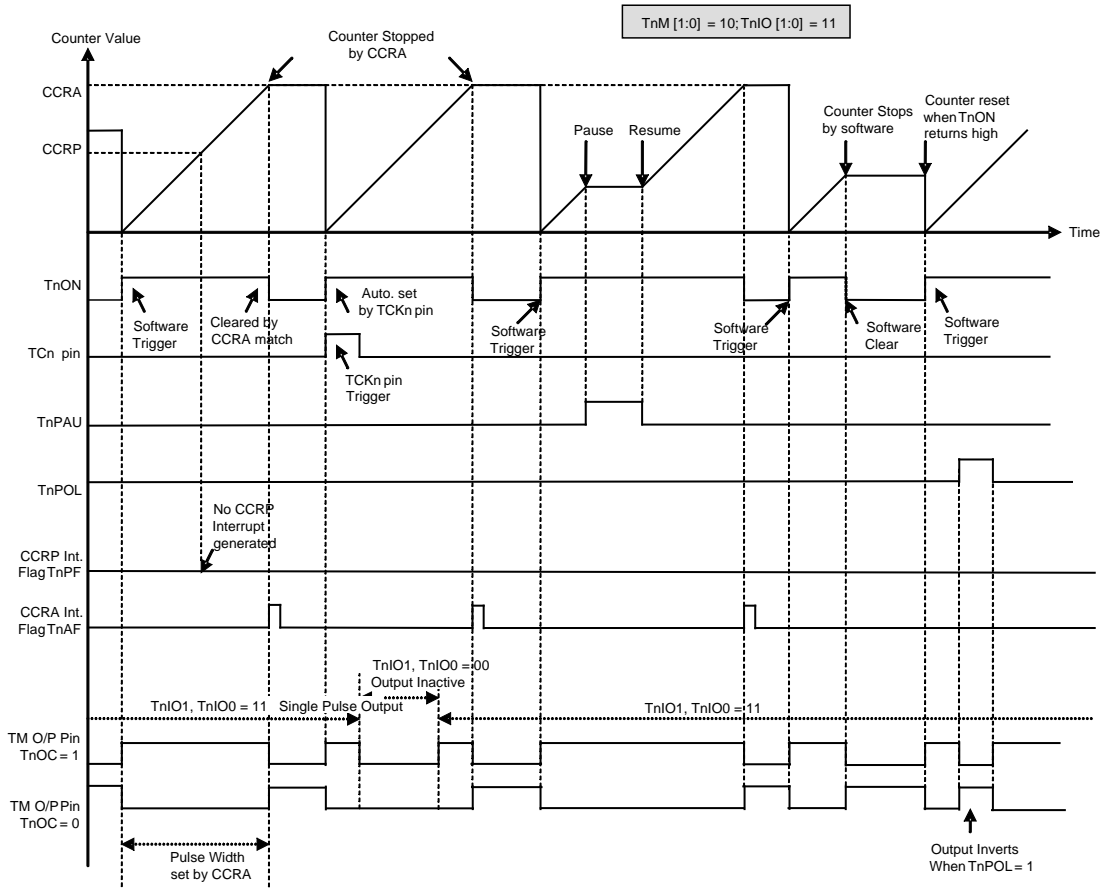 TnM [1:0] = 10; TnIO [1:0] = 11
Counter Value
Counter Stopped
by CCRA
CCRA
CCRP
Pause
Resume
Counter Stops
by software
Counter reset
when TnON
returns high
Time
TnON
Software
Trigger
Cleared by
CCRA match
Auto. set
by TCKn pin
Software
Trigger
Software
Trigger
Software
Clear
Software
Trigger
TCn pin
TCKn pin
Trigger
TnPAU
TnPOL
No CCRP
Interrupt
generated
CCRP Int.
Flag TnPF
CCRA Int.
Flag TnAF
TnIO1, TnIO0 = 00
Output Inactive
TnIO1, TnIO0 = 11 Single Pulse Output
TnIO1, TnIO0 = 11
TM O/P Pin
TnOC = 1
TM O/P Pin
TnOC = 0
Pulse Width
set by CCRA
Output Inverts
When TnPOL = 1